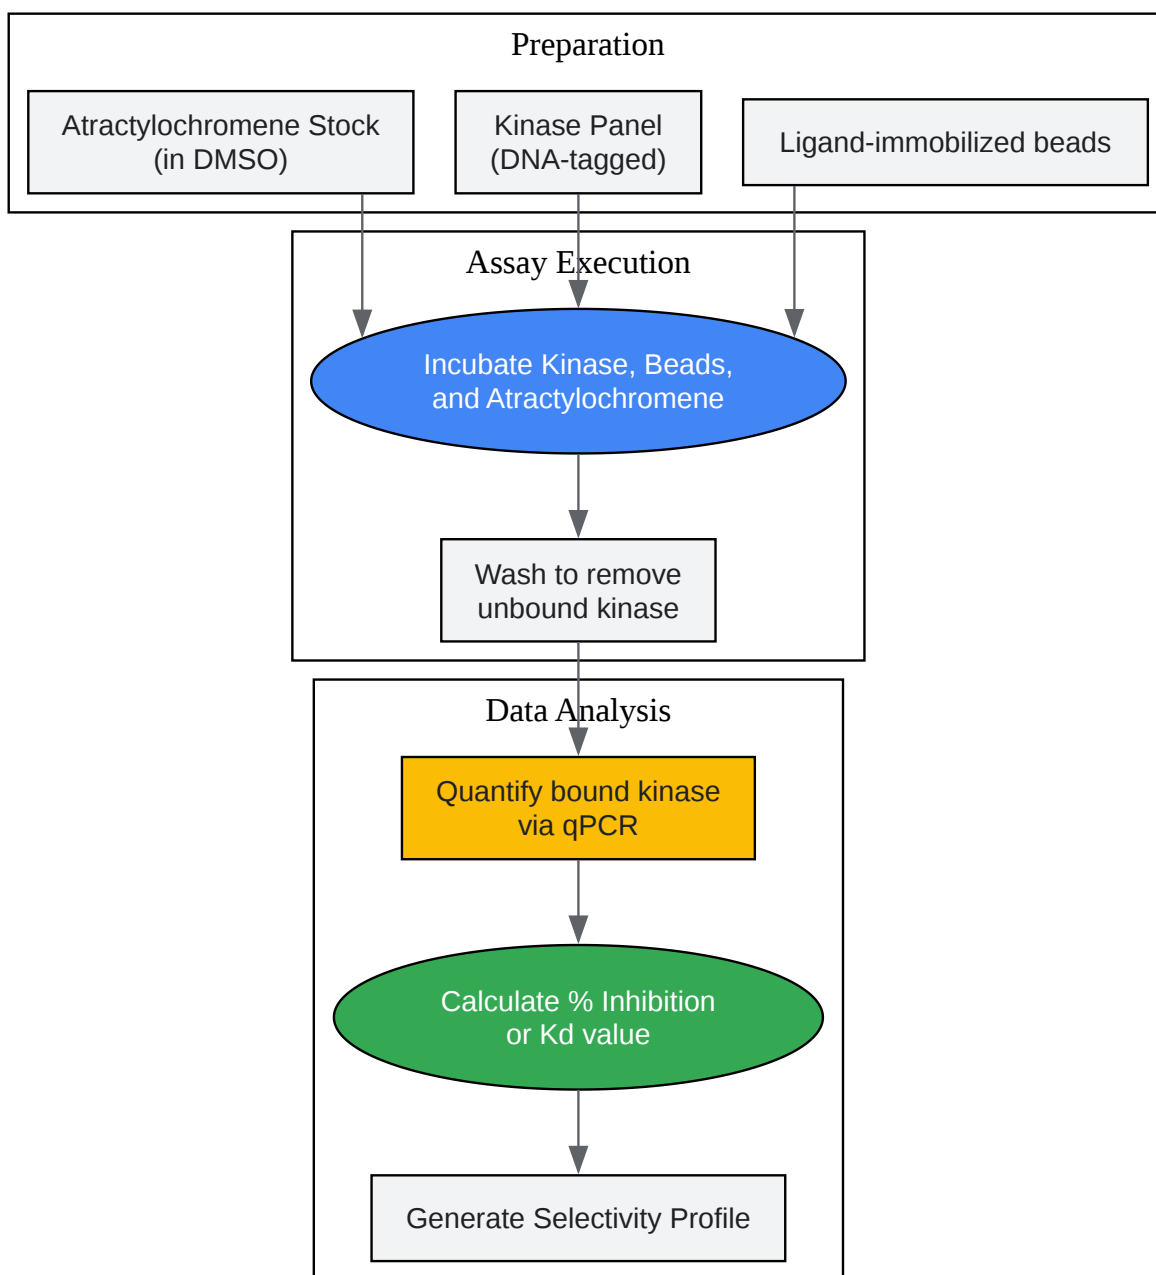 Preparation
Atractylochromene Stock
(in DMSO)
Kinase Panel
(DNA-tagged)
Ligand-immobilized beads
Assay Execution
Incubate Kinase, Beads,
and Atractylochromene
Wash to remove
unbound kinase
Data Analysis
Quantify bound kinase
via qPCR
Calculate % Inhibition
or Kd value
Generate Selectivity Profile